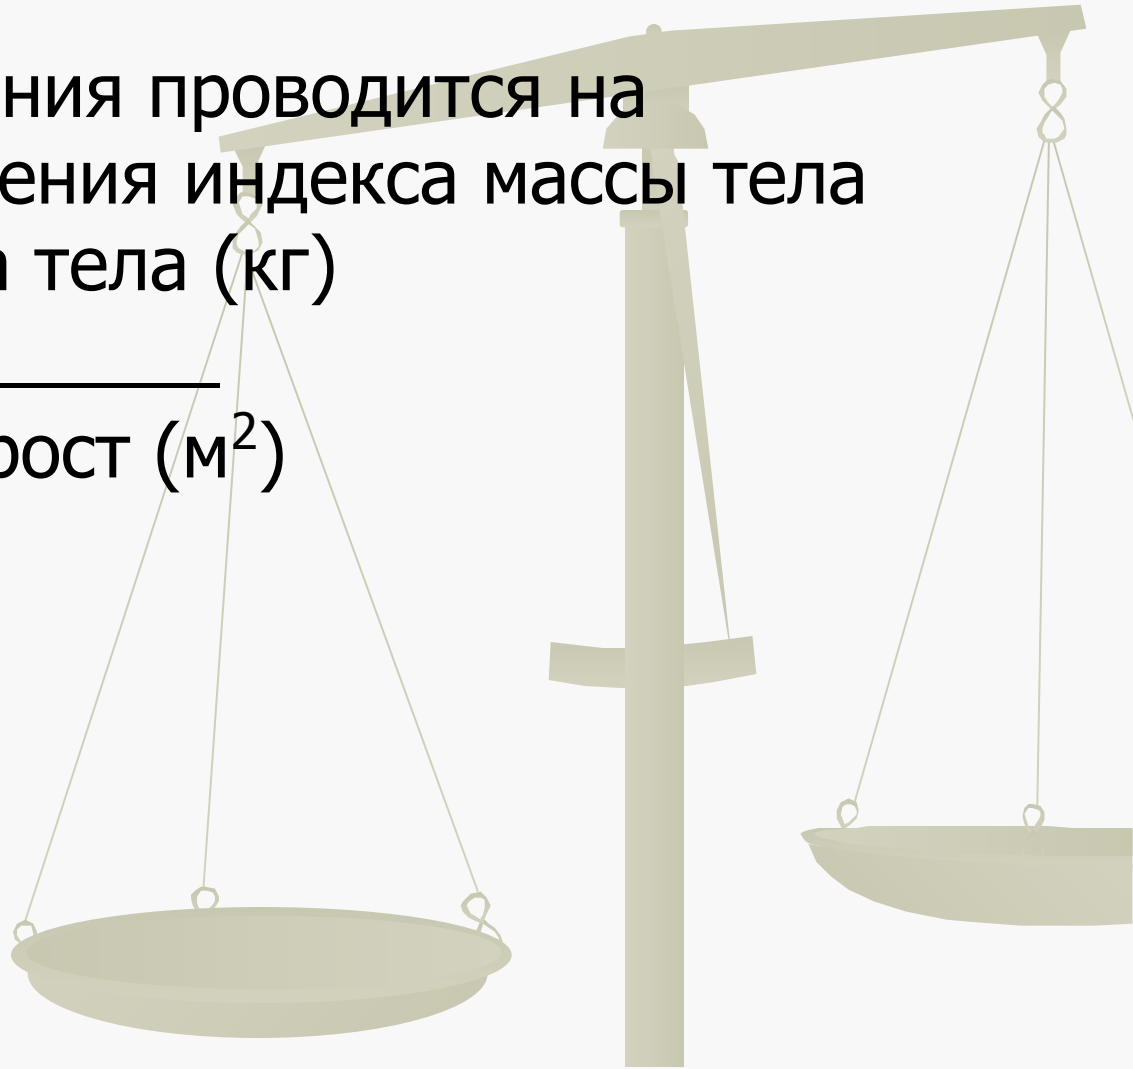 ния проводится на
ения индекса массы тела
а тела (кг)
рост (м²)